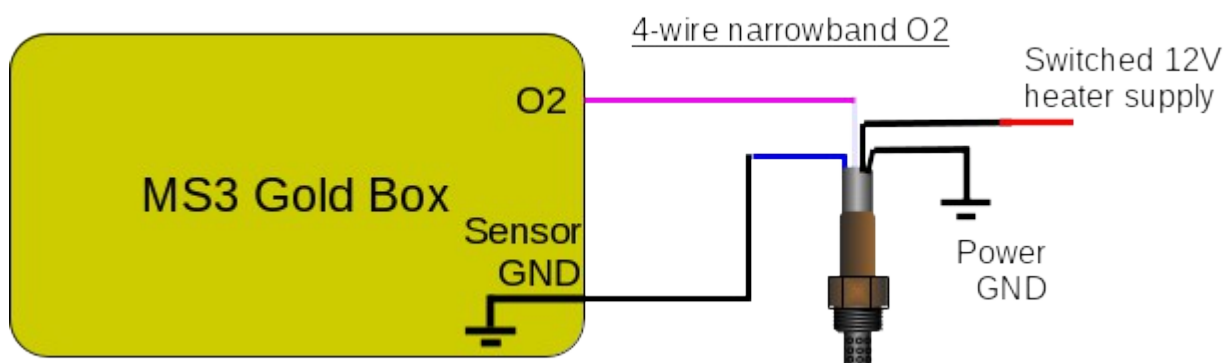 4-wire narrowband O2
Switched 12V
heater supply
O2
MS3 Gold Box
Sensor
GND
Power
GND